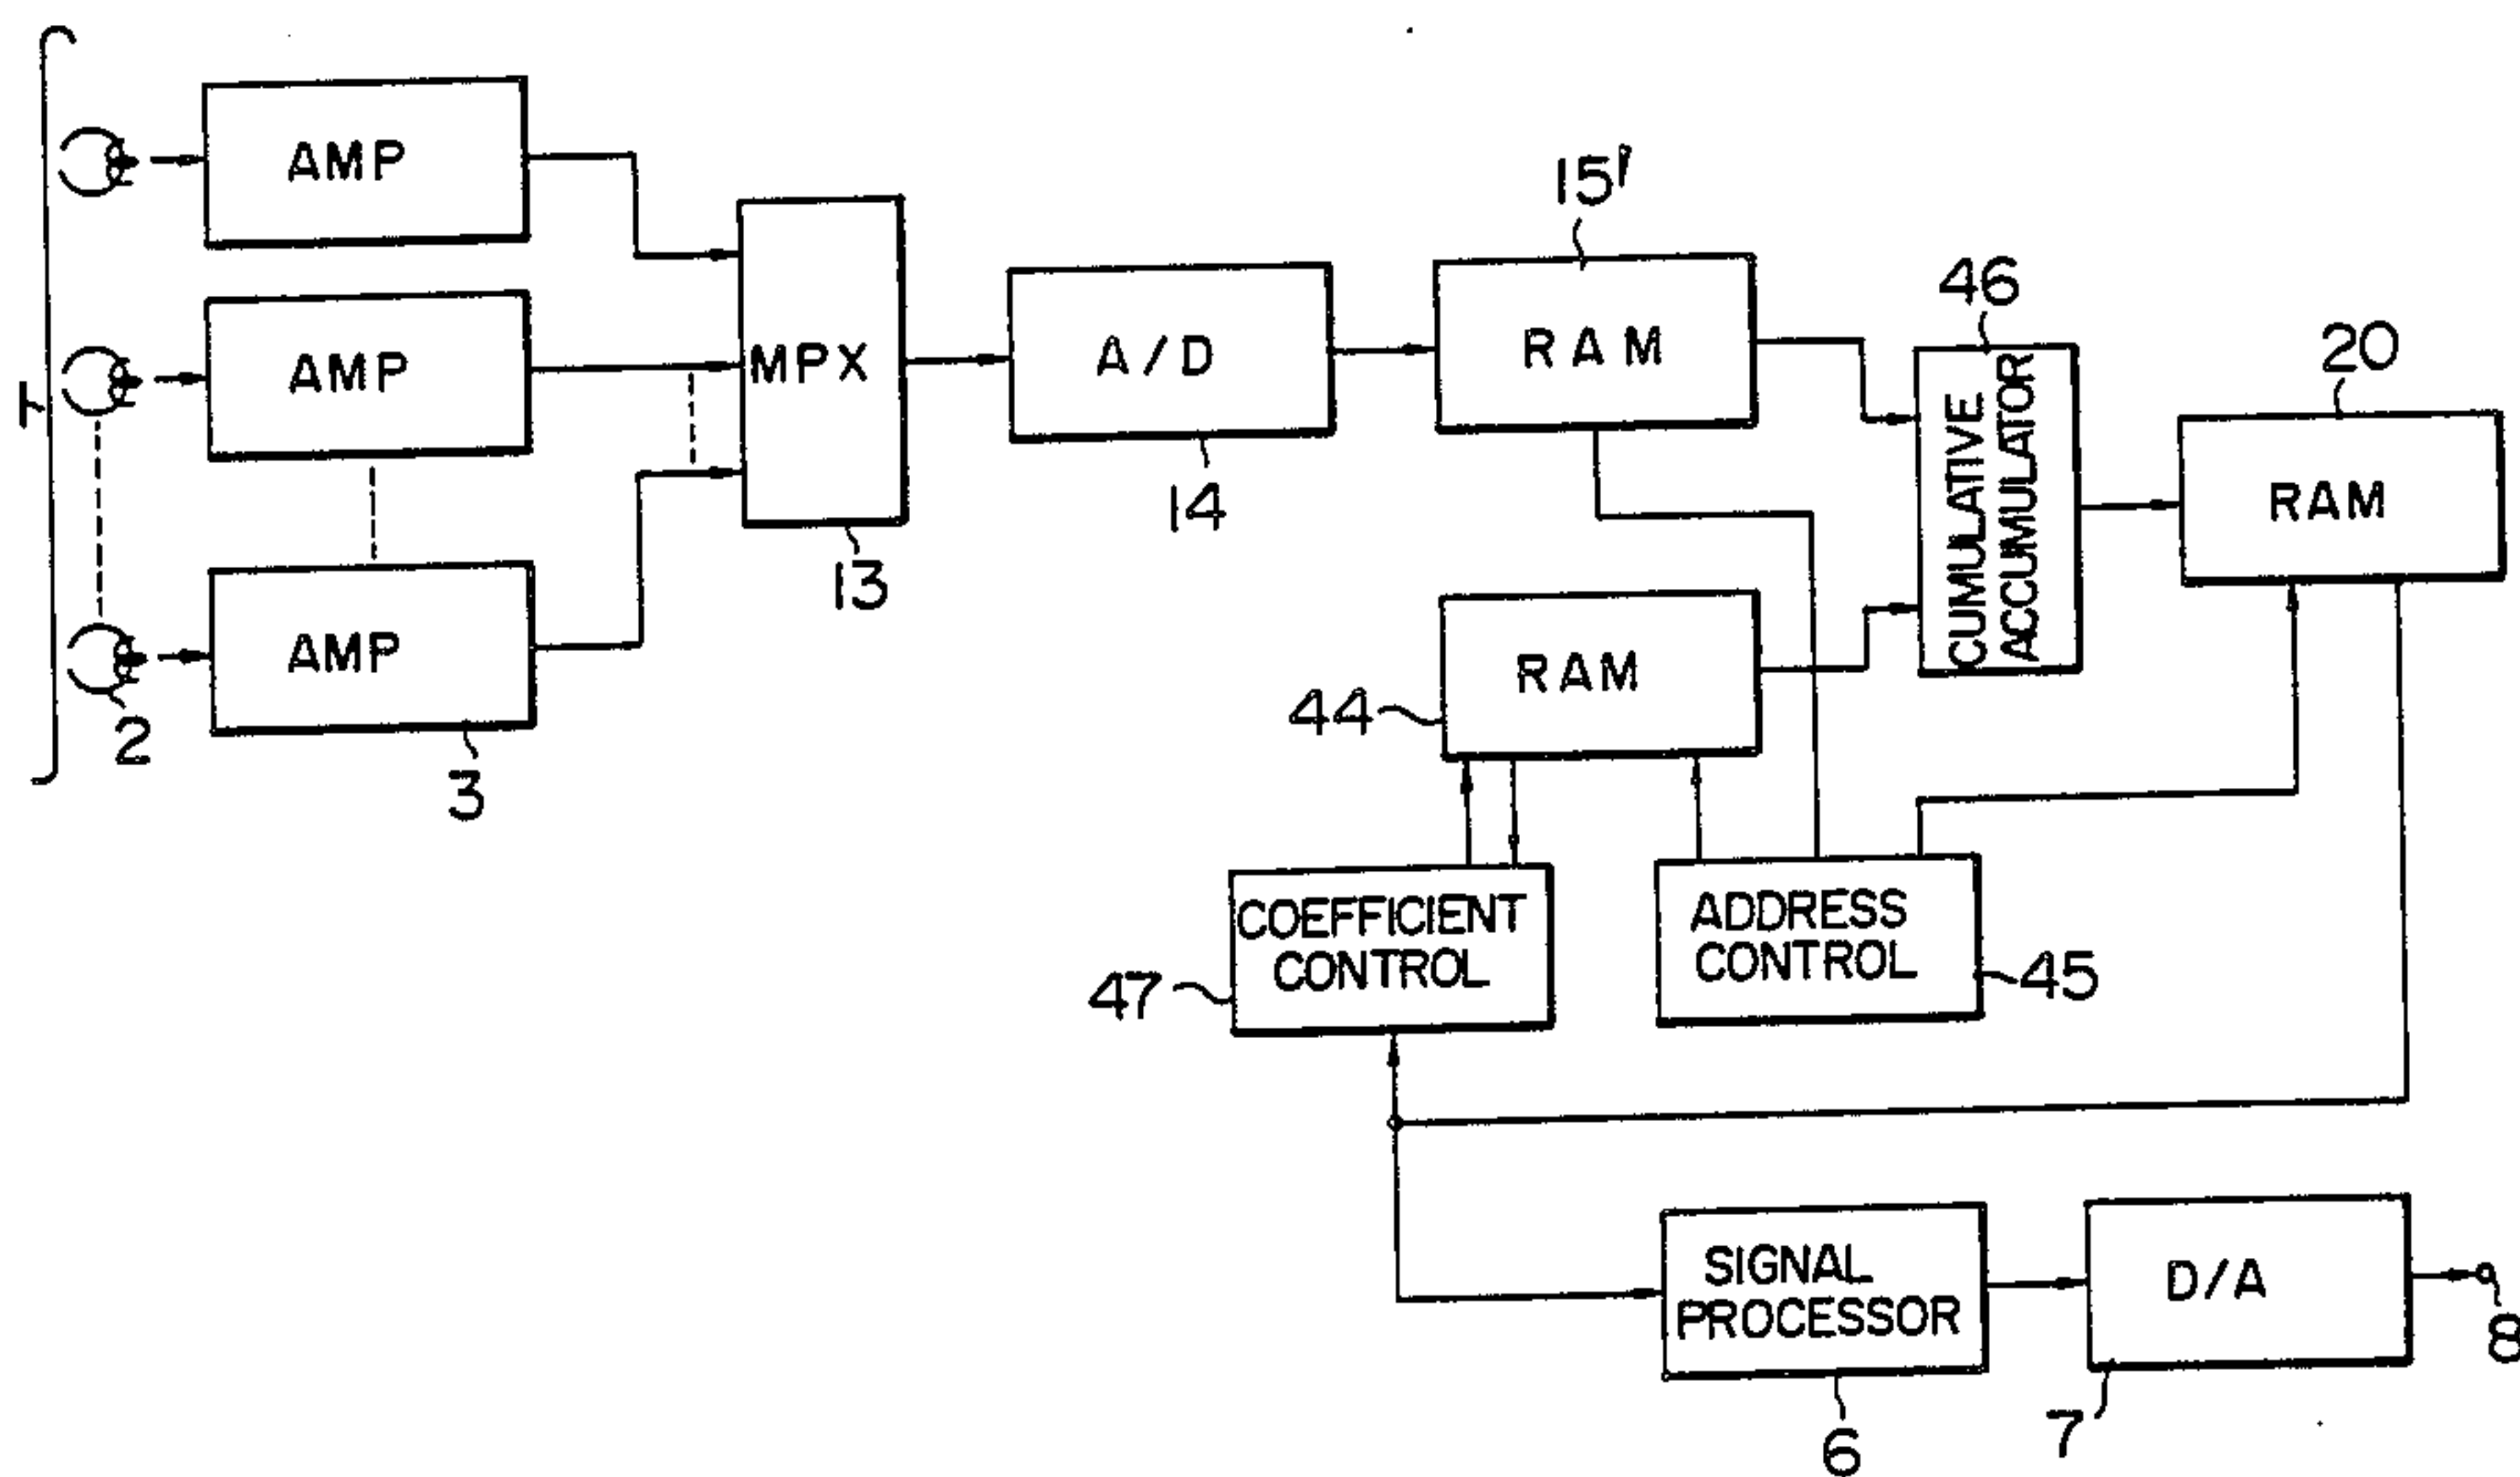 AMP
15'
46
AMP
MPX
A/D
RAM
CUMULATIVE
ACCUMULATOR
20
1
RAM
14
13
AMP
RAM
44
2
3
COEFFICIENT
CONTROL
ADDRESS
CONTROL
47
45
SIGNAL
PROCESSOR
D/A
8
6
7